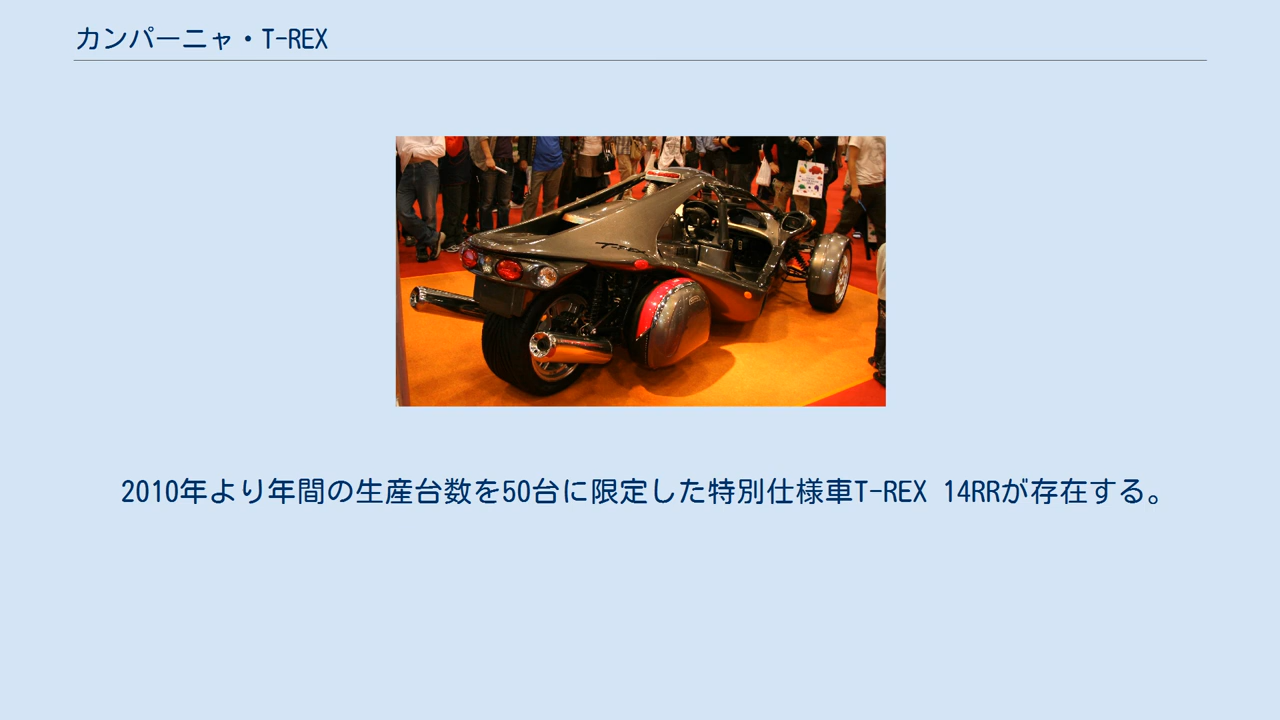 カンパーニャ・T-REX
T-Rex
2010年より年間の生産台数を50台に限定した特別仕様車T-REX 14RRが存在する。